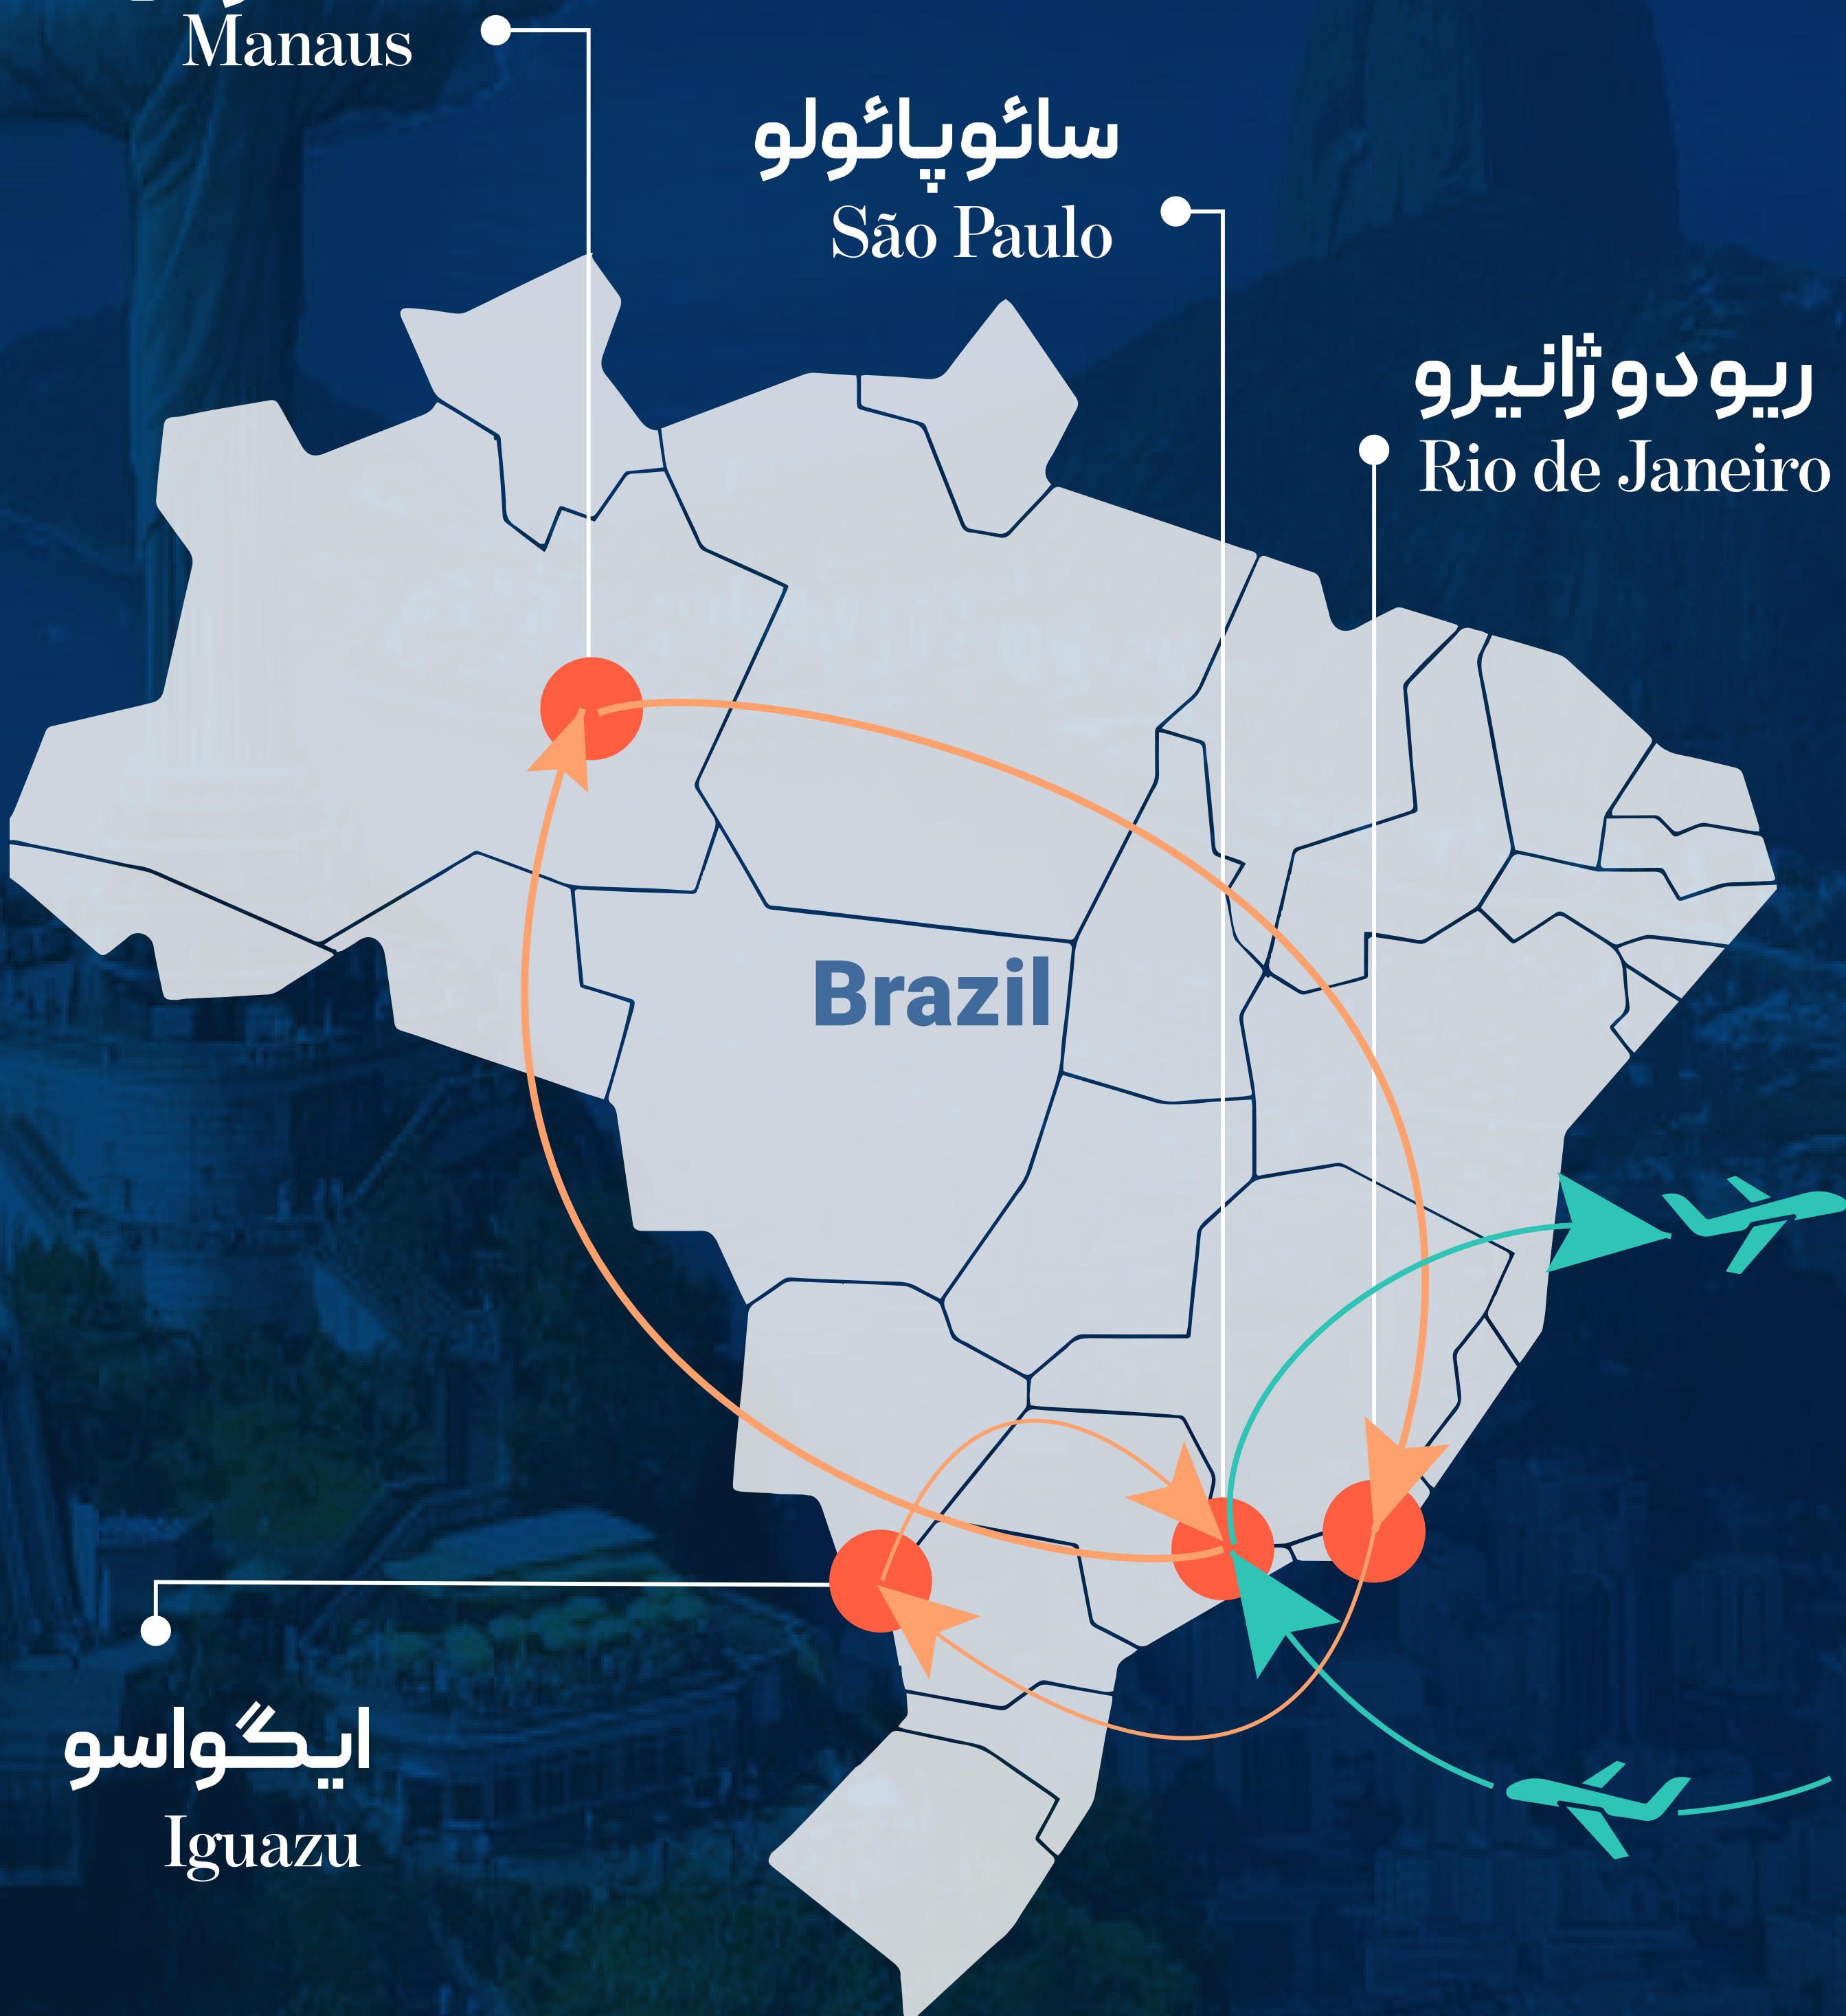 Manaus
سائوپائولو
São Paulo
ریودوژانیرو
Rio de Janeiro
Brazil
ایگواسو
Iguazu